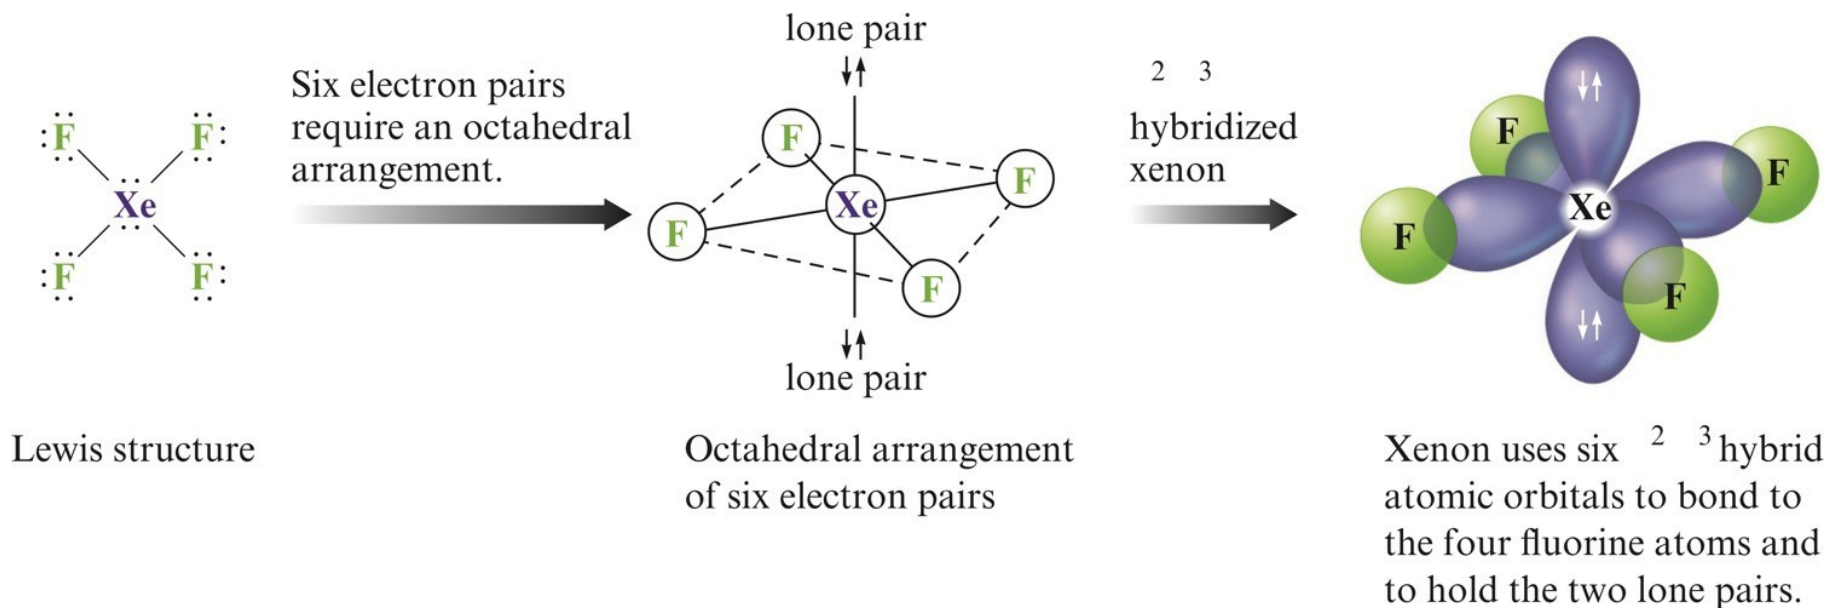 :F: F:
Xe
:F: F:
Lewis structure
Six electron pairs
require an octahedral
arrangement.
lone pair
F
F
Xe
F
F
lone pair
Octahedral arrangement
of six electron pairs
2 3
hybridized
xenon
F
F
Xe
F
F
Xenon uses six 2 3 hybrid
atomic orbitals to bond to
the four fluorine atoms and
to hold the two lone pairs.